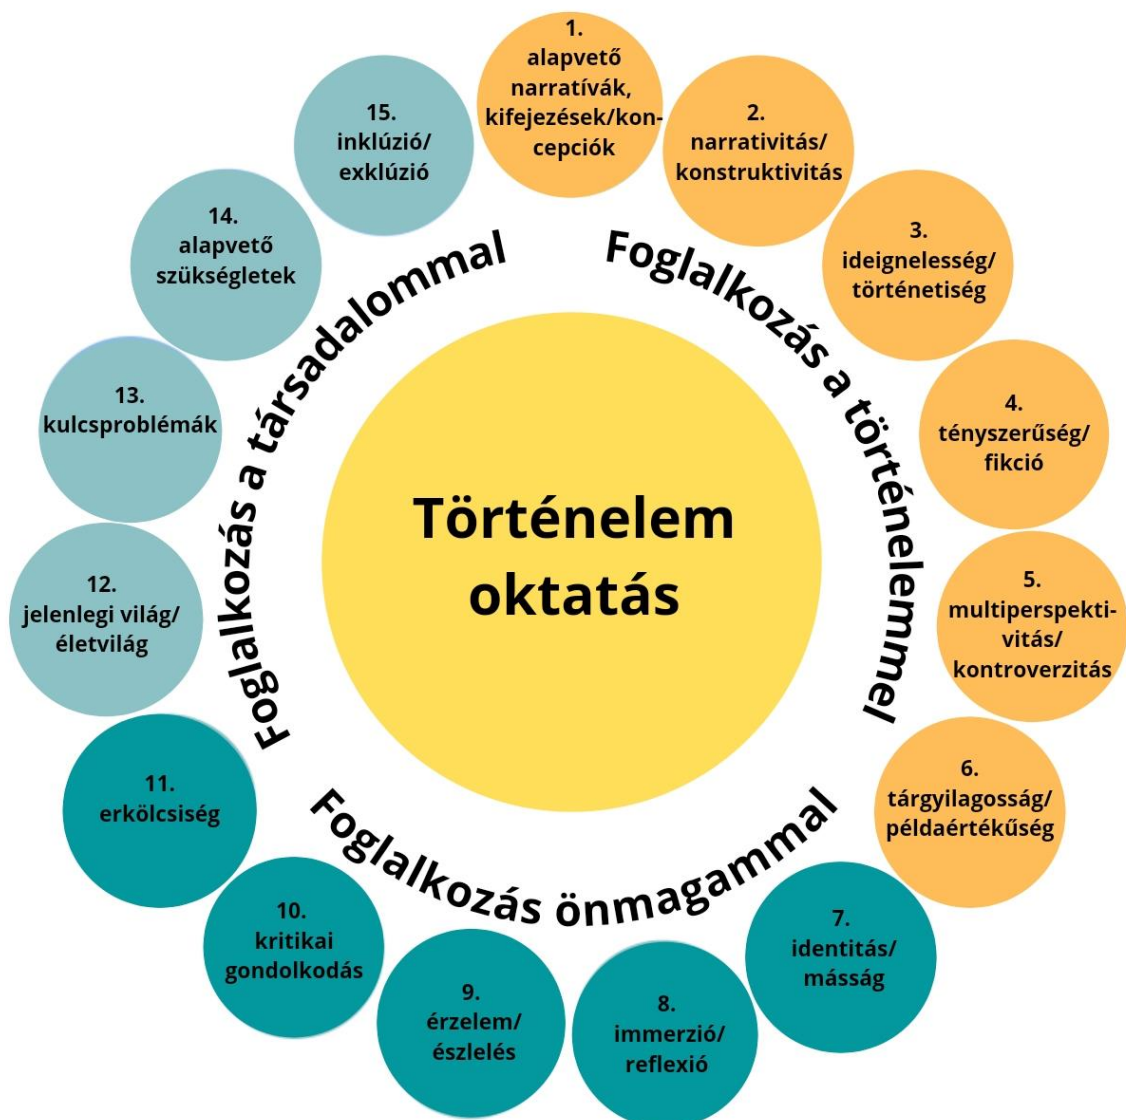 1.
alapvető
narratívák,
kifejezések/kon-
cepciók
2.
narrativitás/
konstruktivitás
3.
ideignelesség/
történetiség
4.
tényszerűség/
fikció
5.
multiperspekti-
vitás/
kontroverzitás
6.
tárgyilagosság/
példaértékűség
7.
identitás/
másság
8.
immerzió/
reflexió
9.
érzelem/
észlelés
10.
kritikai
gondolkodás
11.
erkölcsiség
12.
jelenlegi világ/
életvilág
13.
kulcsproblémák
14.
alapvető
szükségletek
15.
inklúzió/
exklúzió
Foglalkozás a történelemmel
Foglalkozás önmagammal
Foglalkozás a társadalommal
Történelem
oktatás